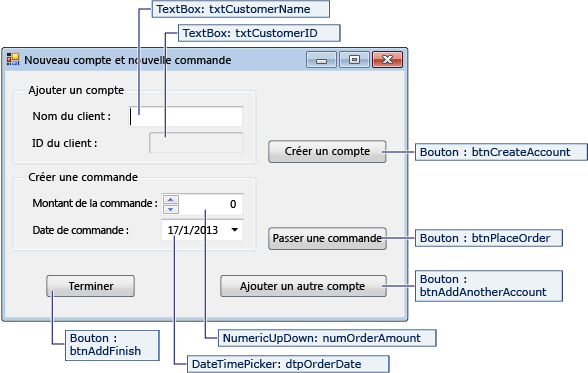 TextBox: txtCustomerName
TextBox: txtCustomerID
Nouveau compte et nouvelle commande
Ajouter un compte
Nom du client :
ID du client :
Créer un compte
Bouton : btnCreateAccount
Créer une commande
Montant de la commande :
0
Date de commande :
17/1/2013
Passer une commande
Bouton : btnPlaceOrder
Terminer
Ajouter un autre compte
Bouton :
btnAddAnotherAccount
Bouton :
btnAddFinish
NumericUpDown: numOrderAmount
DateTimePicker: dtpOrderDate